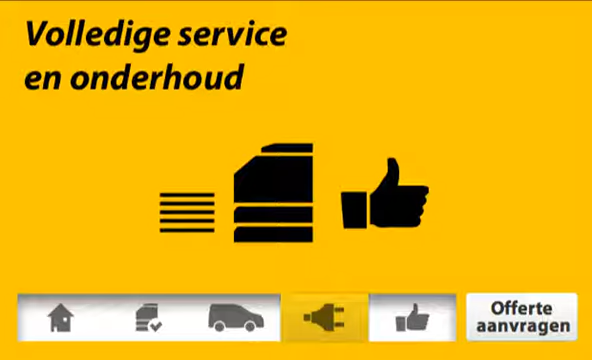 Volledige service
en onderhoud
Offerte
aanvragen